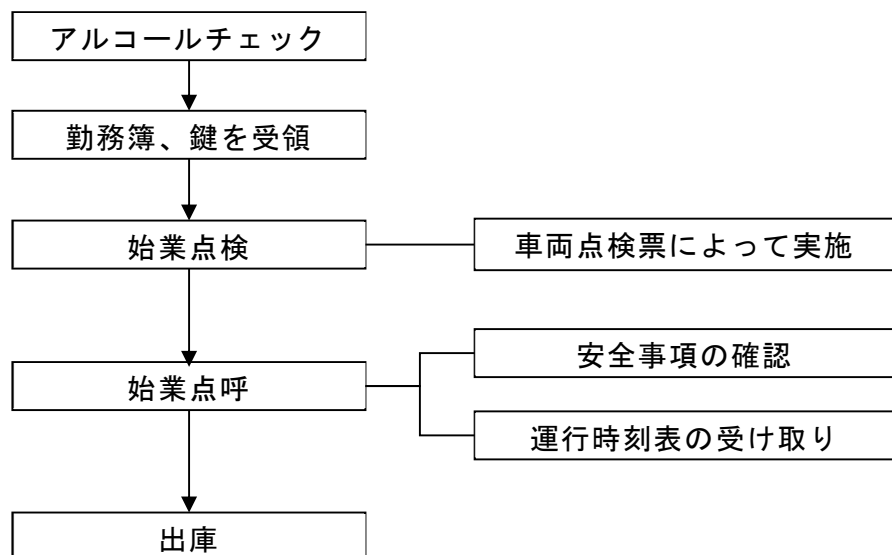 アルコールチェック
勤務簿、鍵を受領
始業点検
車両点検票によって実施
始業点呼
安全事項の確認
運行時刻表の受け取り
出庫